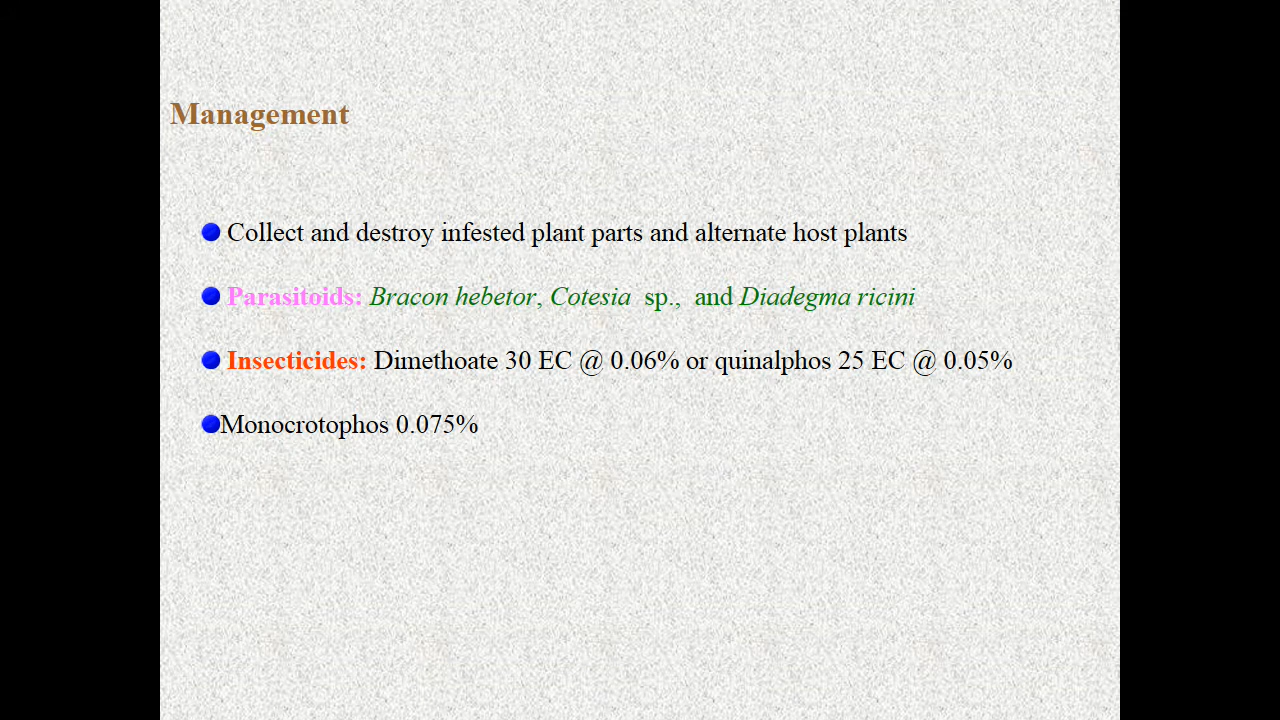 Management
Collect and destroy infested plant parts and alternate host plants
Parasitoids: Bracon hebetor, Cotesia sp., and Diadegma ricini
Insecticides: Dimethoate 30 EC @ 0.06% or quinalphos 25 EC @ 0.05%
Monocrotophos 0.075%